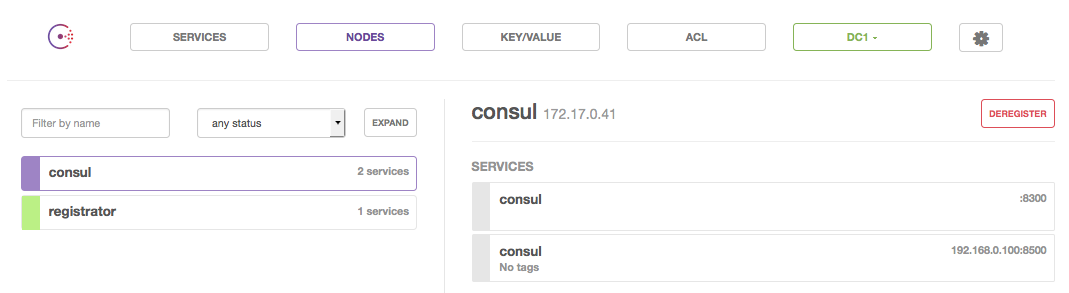 SERVICES
NODES
KEY/VALUE
ACL
DC1
Filter by name
any status
EXPAND
consul 2 services
registrator 1 services
consul 172.17.0.41
DEREGISTER
SERVICES
consul :8300
consul 192.168.0.100:8500
No tags